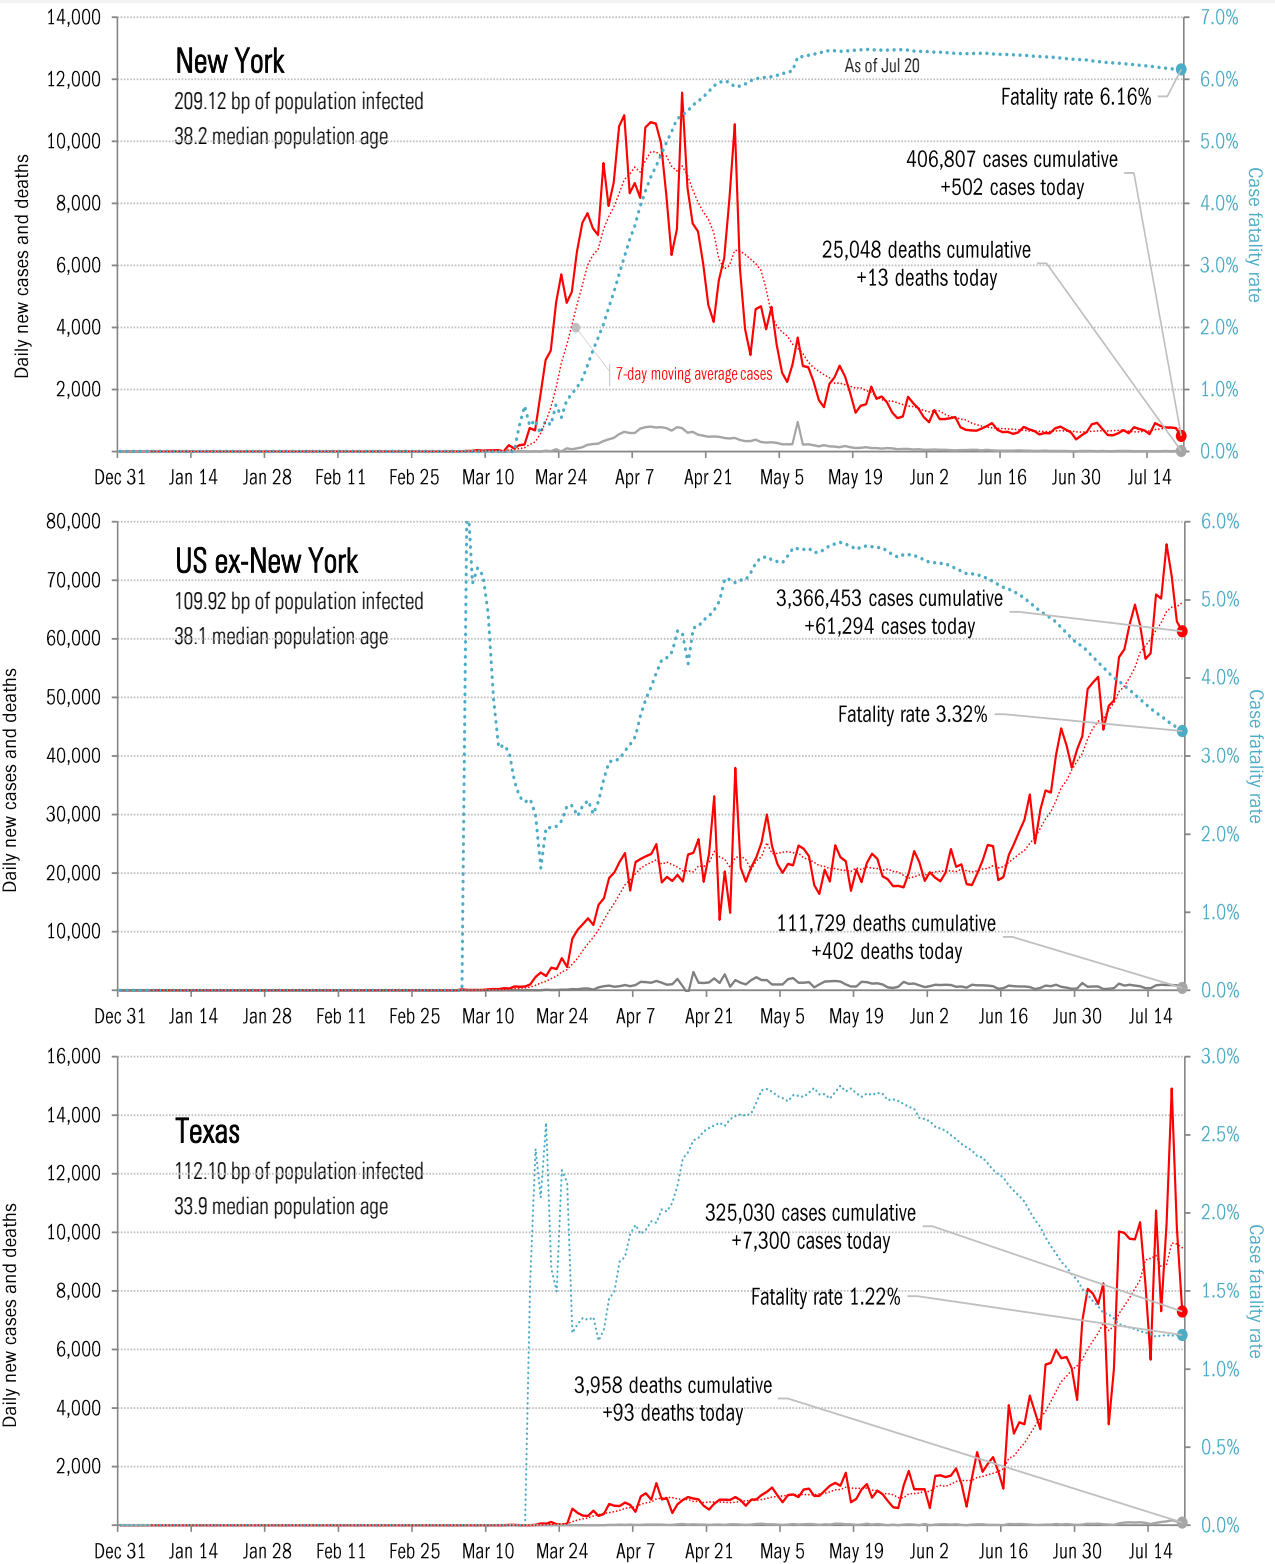 14,000
12,000
10,000
8,000
6,000
4,000
2,000
7.0%
6.0%
5.0%
4.0%
3.0%
2.0%
1.0%
0.0%
Daily new cases and deaths
Case fatality rate
New York
209.12 bp of population infected
38.2 median population age
As of Jul 20
Fatality rate 6.16%
406,807 cases cumulative
+502 cases today
25,048 deaths cumulative
+13 deaths today
7-day moving average cases
Dec 31 Jan 14 Jan 28 Feb 11 Feb 25 Mar 10 Mar 24 Apr 7 Apr 21 May 5 May 19 Jun 2 Jun 16 Jun 30 Jul 14
80,000
70,000
60,000
50,000
40,000
30,000
20,000
10,000
6.0%
5.0%
4.0%
3.0%
2.0%
1.0%
0.0%
Daily new cases and deaths
Case fatality rate
US ex-New York
109.92 bp of population infected
38.1 median population age
3,366,453 cases cumulative
+61,294 cases today
Fatality rate 3.32%
111,729 deaths cumulative
+402 deaths today
Dec 31 Jan 14 Jan 28 Feb 11 Feb 25 Mar 10 Mar 24 Apr 7 Apr 21 May 5 May 19 Jun 2 Jun 16 Jun 30 Jul 14
16,000
14,000
12,000
10,000
8,000
6,000
4,000
2,000
3.0%
2.5%
2.0%
1.5%
1.0%
0.5%
0.0%
Daily new cases and deaths
Case fatality rate
Texas
112.10 bp of population infected
33.9 median population age
325,030 cases cumulative
+7,300 cases today
Fatality rate 1.22%
3,958 deaths cumulative
+93 deaths today
Dec 31 Jan 14 Jan 28 Feb 11 Feb 25 Mar 10 Mar 24 Apr 7 Apr 21 May 5 May 19 Jun 2 Jun 16 Jun 30 Jul 14